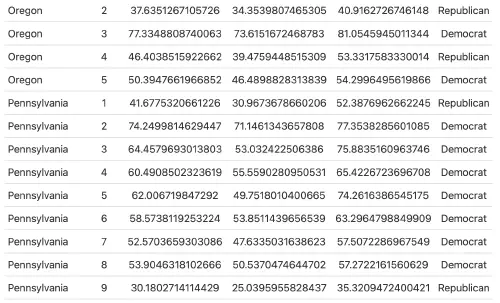 Oregon 2 37.6351267105726 34.3539807465305 40.9162726746148 Republican
Oregon 3 77.3348808740063 73.6151672468783 81.0545945011344 Democrat
Oregon 4 46.4038515922662 39.4759448515309 53.3317583330014 Republican
Oregon 5 50.3947661966852 46.4898828313839 54.2996495619866 Democrat
Pennsylvania 1 41.6775320661226 30.9673678660206 52.3876962662245 Republican
Pennsylvania 2 74.2499814629447 71.1461343657808 77.3538285601085 Democrat
Pennsylvania 3 64.4579693013803 53.032422506386 75.8835160963746 Democrat
Pennsylvania 4 60.4908502323619 55.5590280950531 65.4226723696708 Democrat
Pennsylvania 5 62.006719847292 49.7518010400665 74.2616386545175 Democrat
Pennsylvania 6 58.5738119253224 53.8511439656539 63.2964798849909 Democrat
Pennsylvania 7 52.5703659303086 47.6335031638623 57.5072286967549 Democrat
Pennsylvania 8 53.9046318102666 50.5370474644702 57.2722161560629 Democrat
Pennsylvania 9 30.1802714114429 25.0395955828437 35.3209472400421 Republican